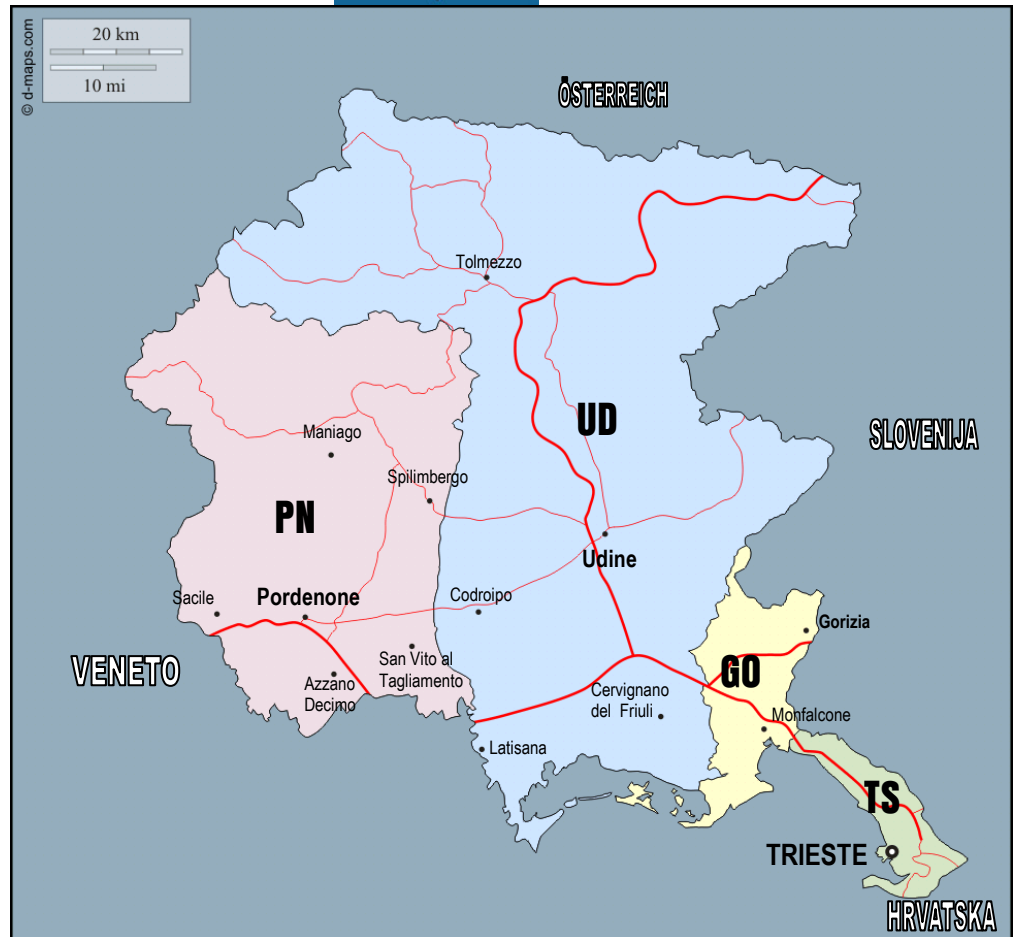 © d-maps.com
20 km
10 mi
ÖSTERREICH
Tolmezzo
UD
SLOVENIJA
Maniago
Spilimbergo
PN
Udine
Sacile
Pordenone
Codroipo
Gorizia
VENETO
San Vito al
Tagliamento
GO
Azzano
Decimo
Cervignano
del Friuli
Monfalcone
Latisana
TS
TRIESTE
HRVATSKA